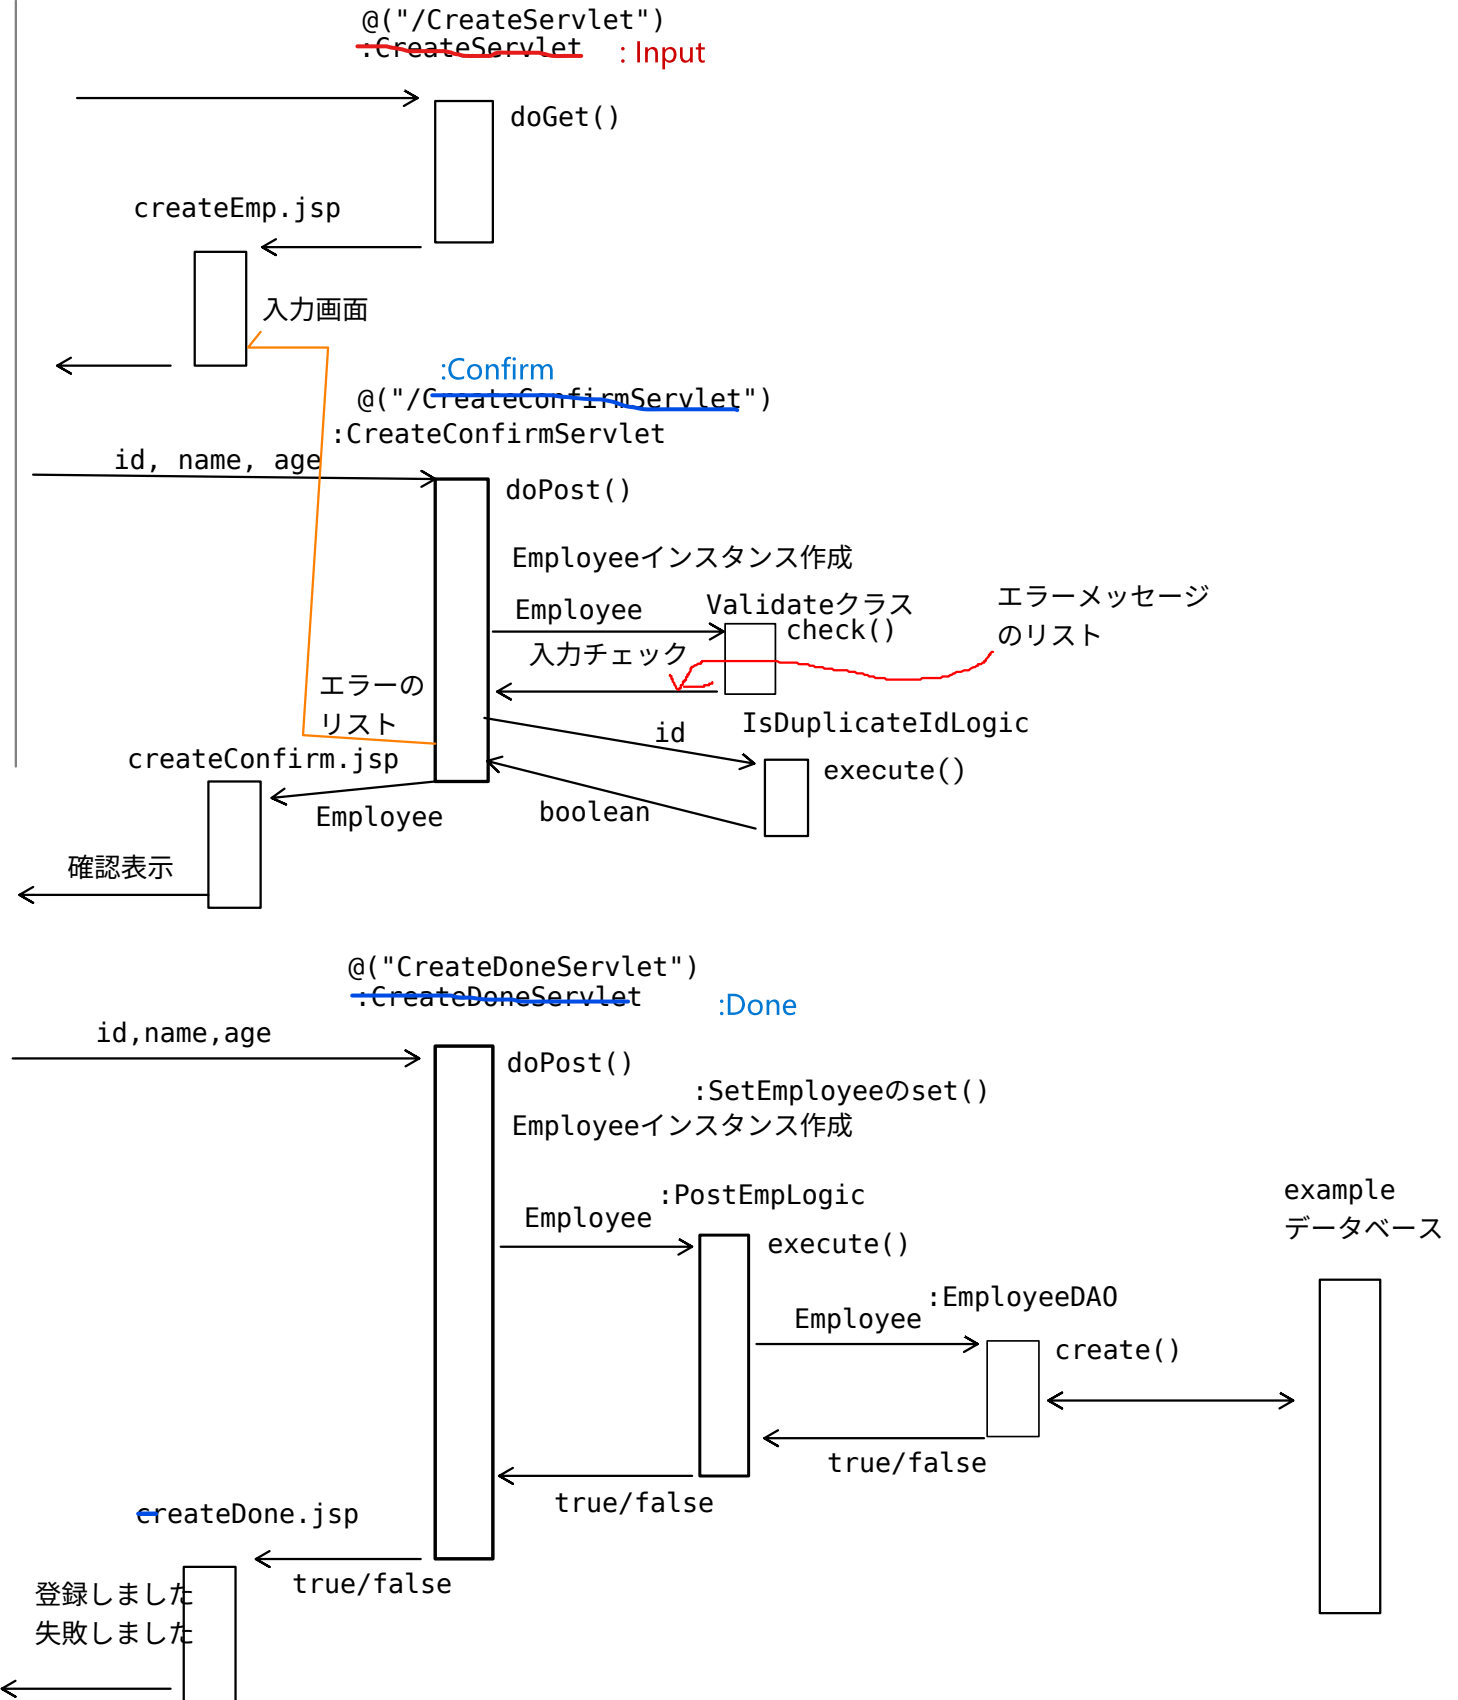 @("/CreateServlet")
:CreateServlet
: Input
doGet()
createEmp.jsp
入力画面
:Confirm
@("/CreateConfirmServlet")
:CreateConfirmServlet
id, name, age
doPost()
Employeeインスタンス作成
Employee
Validateクラス
check()
エラーメッセージ
のリスト
入力チェック
エラーの
リスト
id
IsDuplicateIdLogic
createConfirm.jsp
execute()
Employee
boolean
確認表示
@("CreateDoneServlet")
:CreateDoneServlet
:Done
id,name,age
doPost()
:SetEmployeeのset()
Employeeインスタンス作成
:PostEmpLogic
Employee
execute()
example
データベース
:EmployeeDAO
Employee
create()
true/false
true/false
createDone.jsp
true/false
登録しました
失敗しました